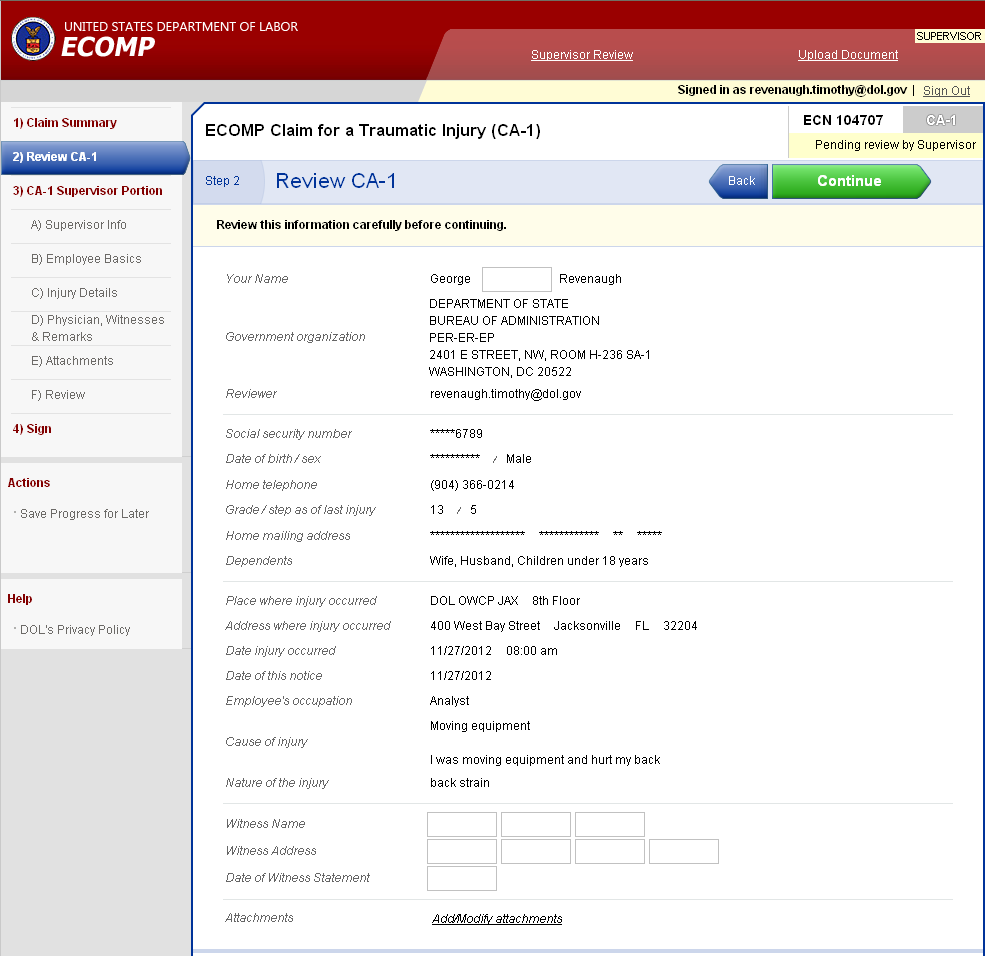 UNITED STATES DEPARTMENT OF LABOR
ECOMP
SUPERVISOR
Supervisor Review Upload Document
Signed in as revenaugh.timothy@dol.gov | Sign Out
1) Claim Summary
2) Review CA-1
3) CA-1 Supervisor Portion
A) Supervisor Info
B) Employee Basics
C) Injury Details
D) Physician, Witnesses
& Remarks
E) Attachments
F) Review
4) Sign
Actions
Save Progress for Later
Help
DOL's Privacy Policy
ECOMP Claim for a Traumatic Injury (CA-1)
ECN 104707 CA-1
Pending review by Supervisor
Step 2 Review CA-1 Back Continue
Review this information carefully before continuing.
Your Name George Revenaugh
Government organization
DEPARTMENT OF STATE
BUREAU OF ADMINISTRATION
PER-ER-EP
2401 E STREET, NW, ROOM H-236 SA-1
WASHINGTON, DC 20522
Reviewer revenaugh.timothy@dol.gov
Social security number *****6789
Date of birth / sex ********** / Male
Home telephone (904) 366-0214
Grade / step as of last injury 13 / 5
Home mailing address ******************* ************ ** *****
Dependents Wife, Husband, Children under 18 years
Place where injury occurred DOL OWCP JAX 8th Floor
Address where injury occurred 400 West Bay Street Jacksonville FL 32204
Date injury occurred 11/27/2012 08:00 am
Date of this notice 11/27/2012
Employee's occupation Analyst
Cause of injury
Moving equipment
I was moving equipment and hurt my back
Nature of the injury back strain
Witness Name
Witness Address
Date of Witness Statement
Attachments Add/Modify attachments